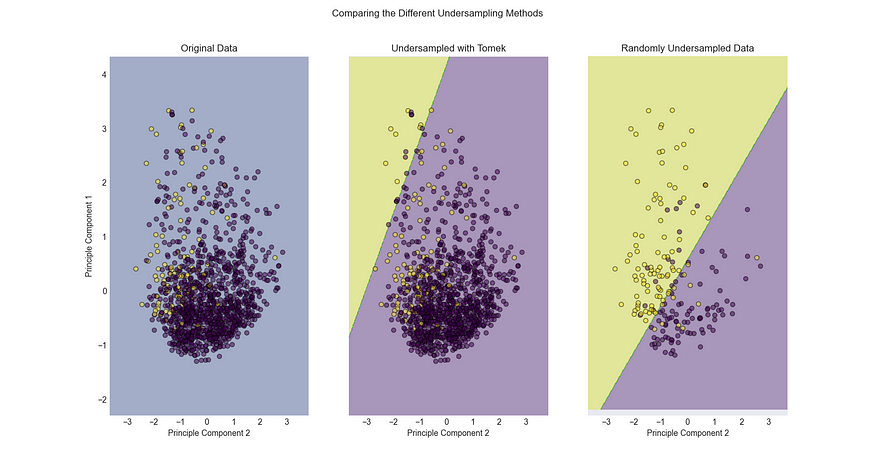 Comparing the Different Undersampling Methods
Original Data
Undersampled with Tomek
Randomly Undersampled Data
Principle Component 1
4
3
2
1
0
−1
−2
−3 −2 −1 0 1 2 3
−3 −2 −1 0 1 2 3
−3 −2 −1 0 1 2 3
Principle Component 2
Principle Component 2
Principle Component 2